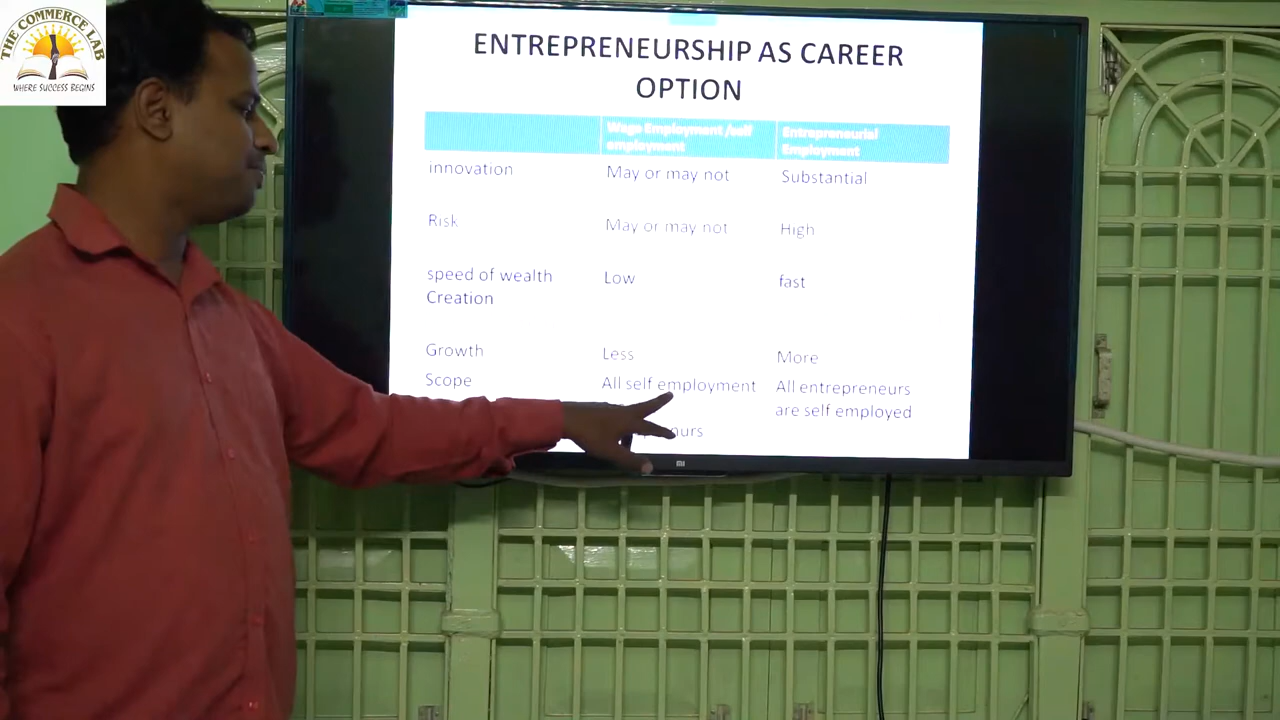 THE COMMERCE LAB
WHERE SUCCESS BEGINS
ENTREPRENEURSHIP AS CAREER
OPTION
Wage Employment /self
employment
Entrepreneurial
Employment
innovation
May or may not
Substantial
Risk
May or may not
High
speed of wealth
Creation
Low
fast
Growth
Less
More
Scope
All self employment
All entrepreneurs
are self employed
mi